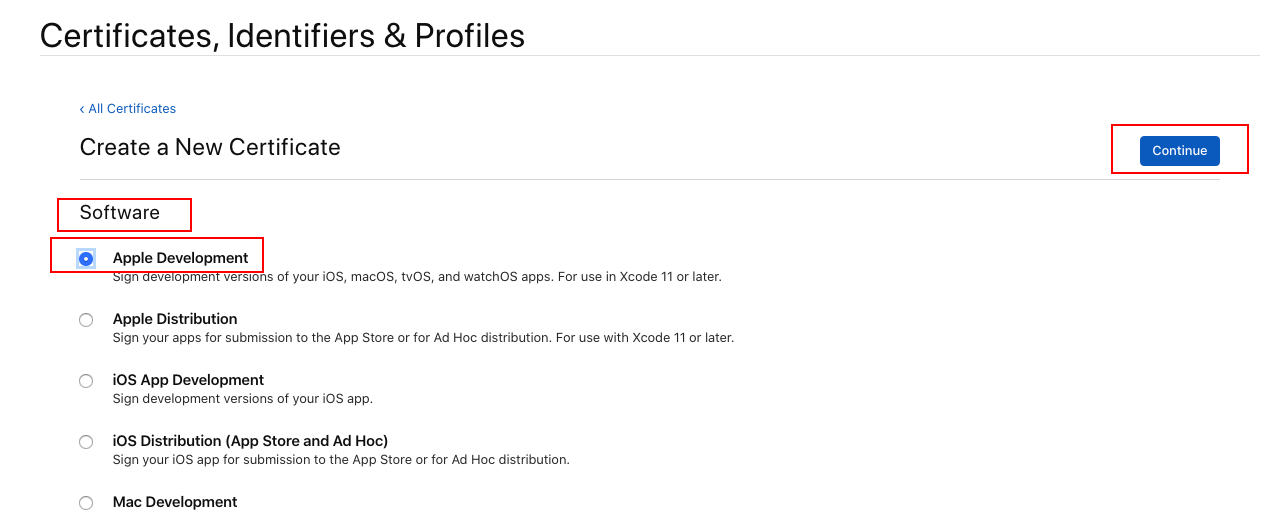 Certificates, Identifiers & Profiles
‹ All Certificates
Create a New Certificate
Continue
Software
Apple Development
Sign development versions of your iOS, macOS, tvOS, and watchOS apps. For use in Xcode 11 or later.
Apple Distribution
Sign your apps for submission to the App Store or for Ad Hoc distribution. For use with Xcode 11 or later.
iOS App Development
Sign development versions of your iOS app.
iOS Distribution (App Store and Ad Hoc)
Sign your iOS app for submission to the App Store or for Ad Hoc distribution.
Mac Development